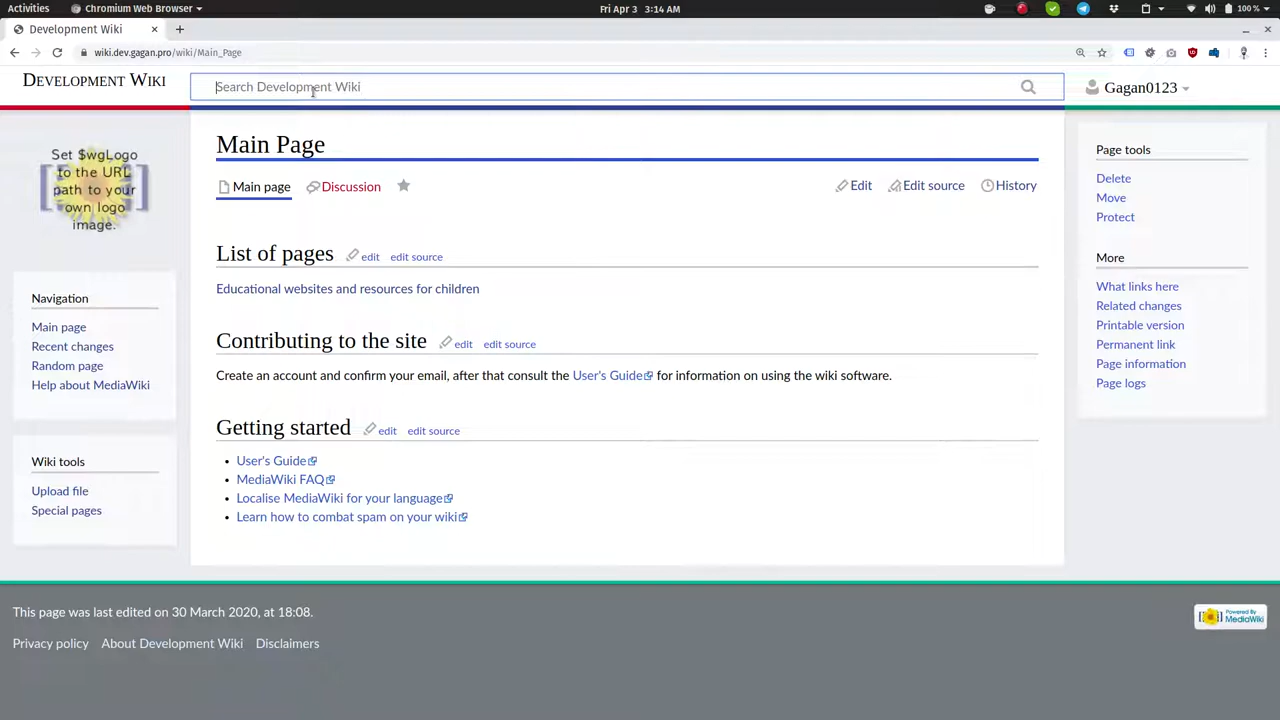 Activities Chromium Web Browser Fri Apr 3 3:14 AM 100 %
Development Wiki
wiki.dev.gagan.pro/wiki/Main_Page
Development Wiki
Search Development Wiki
Gagan0123
Set $wgLogo
to the URL
path to your
own logo
image.
Navigation
Main page
Recent changes
Random page
Help about MediaWiki
Wiki tools
Upload file
Special pages
Main Page
Main page Discussion Edit Edit source History
List of pages edit edit source
Educational websites and resources for children
Contributing to the site edit edit source
Create an account and confirm your email, after that consult the User's Guide for information on using the wiki software.
Getting started edit edit source
User's Guide
MediaWiki FAQ
Localise MediaWiki for your language
Learn how to combat spam on your wiki
Page tools
Delete
Move
Protect
More
What links here
Related changes
Printable version
Permanent link
Page information
Page logs
This page was last edited on 30 March 2020, at 18:08.
Privacy policy About Development Wiki Disclaimers
Powered By
MediaWiki